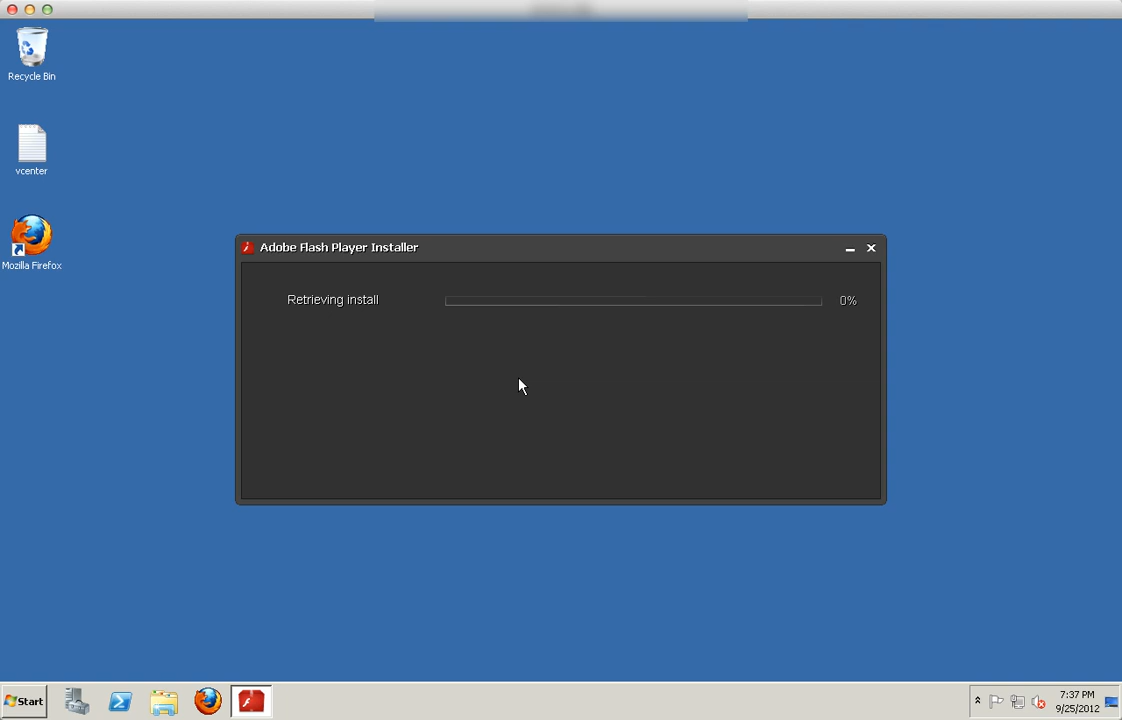 Recycle Bin
vcenter
Mozilla Firefox
Adobe Flash Player Installer
Retrieving install
0%
Start
7:37 PM
9/25/2012